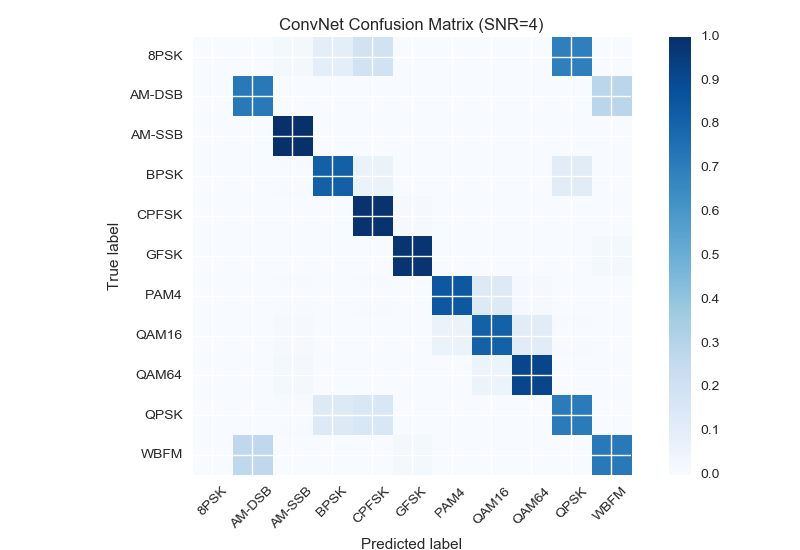 ConvNet Confusion Matrix (SNR=4)
True label
8PSK
AM-DSB
AM-SSB
BPSK
CPFSK
GFSK
PAM4
QAM16
QAM64
QPSK
WBFM
8PSK
AM-DSB
AM-SSB
BPSK
CPFSK
GFSK
PAM4
QAM16
QAM64
QPSK
WBFM
Predicted label
1.0
0.9
0.8
0.7
0.6
0.5
0.4
0.3
0.2
0.1
0.0